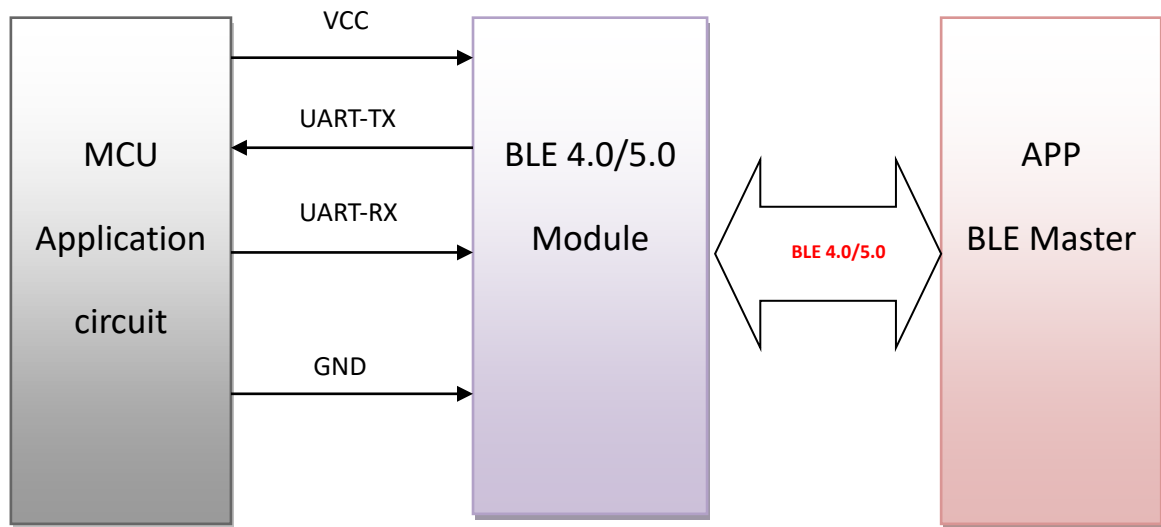 VCC
UART-TX
UART-RX
GND
MCU
Application
circuit
BLE 4.0/5.0
Module
BLE 4.0/5.0
APP
BLE Master